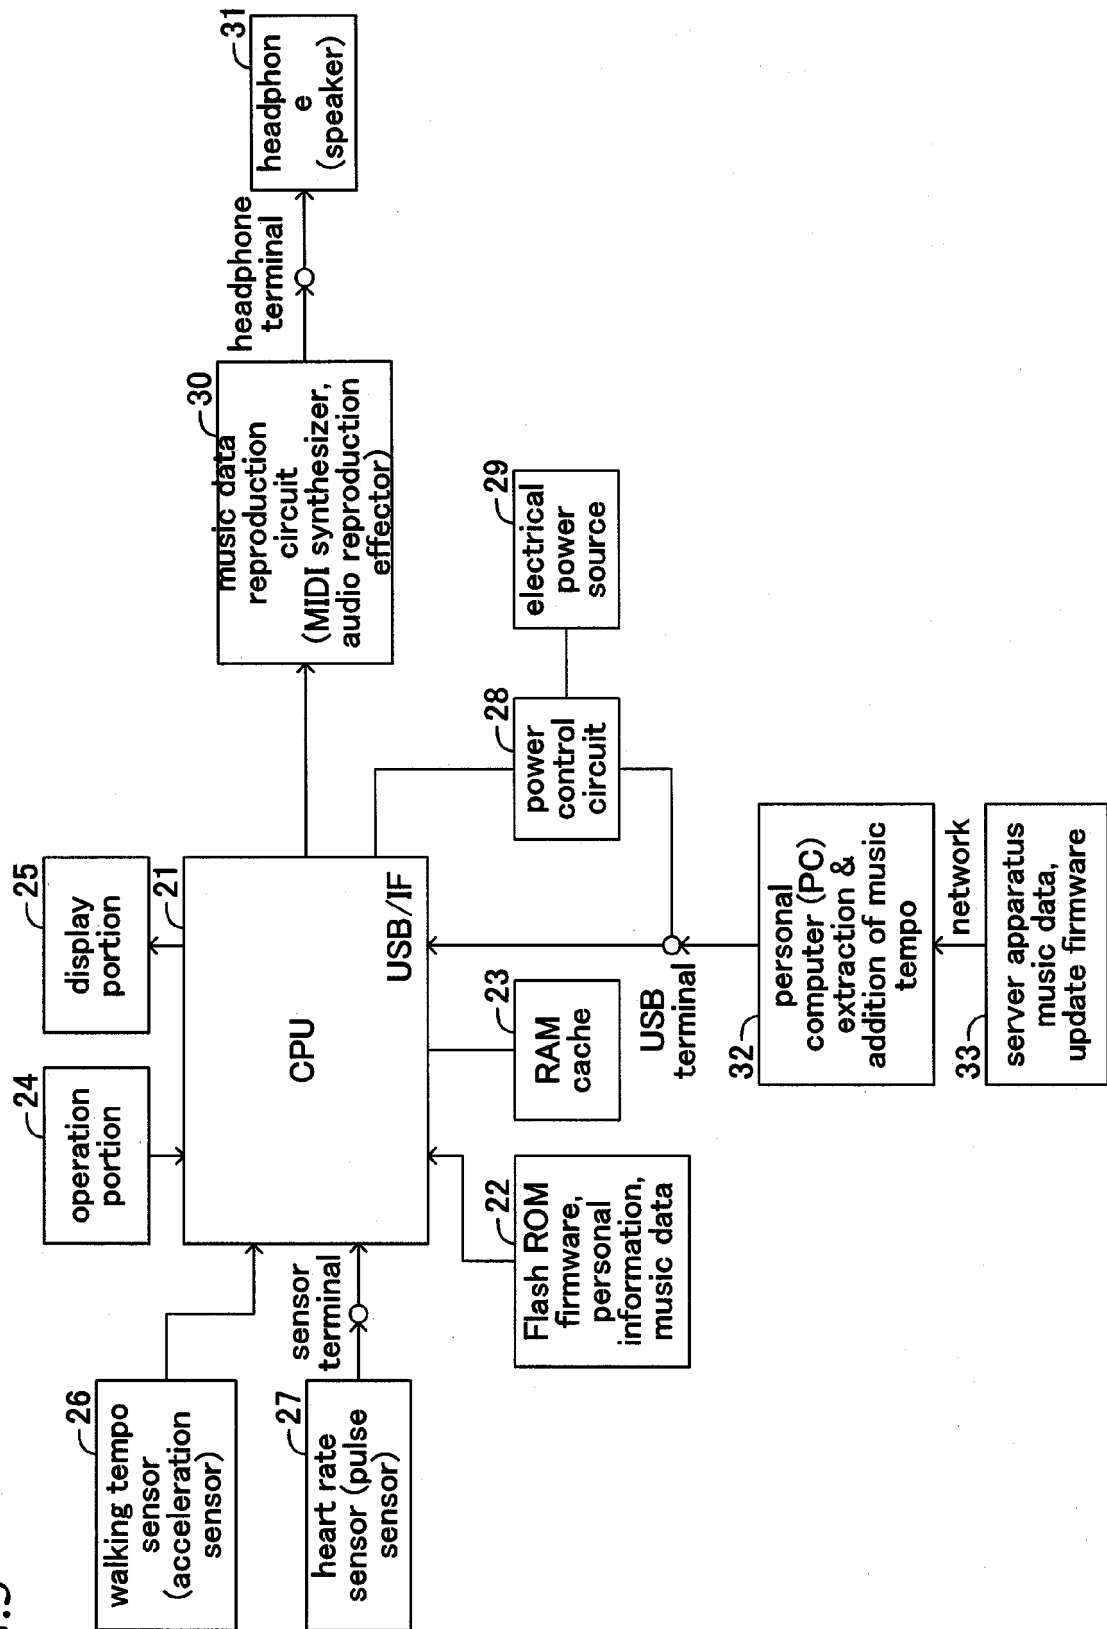 24
operation
portion
25
display
portion
26
walking tempo
sensor
(acceleration
sensor)
21
CPU
USB/IF
30
music data
reproduction
circuit
(MIDI synthesizer,
audio reproduction
effector)
headphone
terminal
31
headphon
e
(speaker)
27
heart rate
sensor (pulse
sensor)
sensor
terminal
22
Flash ROM
firmware,
personal
information,
music data
23
RAM
cache
USB
terminal
28
power
control
circuit
29
electrical
power
source
32
personal
computer (PC)
extraction &
addition of music
tempo
network
33
server apparatus
music data,
update firmware